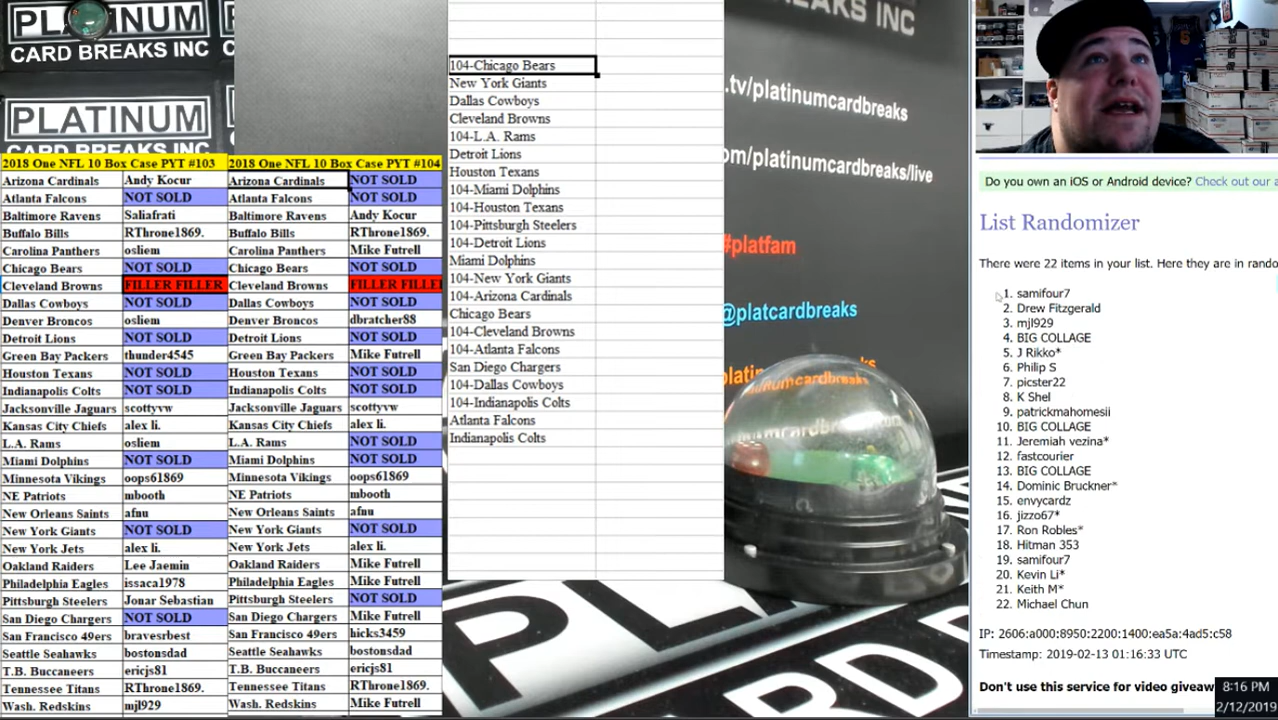 PLATINUM
CARD BREAKS INC
PLATINUM
CARD BREAKS INC
PLATINUM
PLATINUM
2018 One NFL 10 Box Case PYT #103 2018 One NFL 10 Box Case PYT #104
Arizona Cardinals Andy Kocur Arizona Cardinals NOT SOLD
Atlanta Falcons NOT SOLD Atlanta Falcons NOT SOLD
Baltimore Ravens Saliafrati Baltimore Ravens Andy Kocur
Buffalo Bills RThrone1869. Buffalo Bills RThrone1869.
Carolina Panthers osliem Carolina Panthers Mike Futrell
Chicago Bears NOT SOLD Chicago Bears NOT SOLD
Cleveland Browns FILLER FILLER Cleveland Browns FILLER FILLE
Dallas Cowboys NOT SOLD Dallas Cowboys NOT SOLD
Denver Broncos osliem Denver Broncos dbratcher88
Detroit Lions NOT SOLD Detroit Lions NOT SOLD
Green Bay Packers thunder4545 Green Bay Packers Mike Futrell
Houston Texans NOT SOLD Houston Texans NOT SOLD
Indianapolis Colts NOT SOLD Indianapolis Colts NOT SOLD
Jacksonville Jaguars scottyvw Jacksonville Jaguars scottyvw
Kansas City Chiefs alex li. Kansas City Chiefs alex li.
L.A. Rams osliem L.A. Rams NOT SOLD
Miami Dolphins NOT SOLD Miami Dolphins NOT SOLD
Minnesota Vikings oops61869 Minnesota Vikings oops61869
NE Patriots mbooth NE Patriots mbooth
New Orleans Saints afnu New Orleans Saints afnu
New York Giants NOT SOLD New York Giants NOT SOLD
New York Jets alex li. New York Jets alex li.
Oakland Raiders Lee Jaemin Oakland Raiders Mike Futrell
Philadelphia Eagles issaca1978 Philadelphia Eagles Mike Futrell
Pittsburgh Steelers Jonar Sebastian Pittsburgh Steelers NOT SOLD
San Diego Chargers NOT SOLD San Diego Chargers Mike Futrell
San Francisco 49ers bravesrbest San Francisco 49ers hicks3459
Seattle Seahawks bostonsdad Seattle Seahawks bostonsdad
T.B. Buccaneers ericjs81 T.B. Buccaneers ericjs81
Tennessee Titans RThrone1869. Tennessee Titans RThrone1869.
Wash. Redskins mjl929 Wash. Redskins Mike Futrell
104-Chicago Bears
New York Giants
Dallas Cowboys
Cleveland Browns
104-L.A. Rams
Detroit Lions
Houston Texans
104-Miami Dolphins
104-Houston Texans
104-Pittsburgh Steelers
104-Detroit Lions
Miami Dolphins
104-New York Giants
104-Arizona Cardinals
Chicago Bears
104-Cleveland Browns
104-Atlanta Falcons
San Diego Chargers
104-Dallas Cowboys
104-Indianapolis Colts
Atlanta Falcons
Indianapolis Colts
BREAKS INC
.tv/platinumcardbreaks
om/platinumcardbreaks/live
#platfam
@platcardbreaks
Do you own an iOS or Android device? Check out our a
List Randomizer
There were 22 items in your list. Here they are in rando
1. samifour7
2. Drew Fitzgerald
3. mjl929
4. BIG COLLAGE
5. J Rikko*
6. Philip S
7. picster22
8. K Shel
9. patrickmahomesii
10. BIG COLLAGE
11. Jeremiah vezina*
12. fastcourier
13. BIG COLLAGE
14. Dominic Bruckner*
15. envycardz
16. jizzo67*
17. Ron Robles*
18. Hitman 353
19. samifour7
20. Kevin Li*
21. Keith M*
22. Michael Chun
IP: 2606:a000:8950:2200:1400:ea5a:4ad5:c58
Timestamp: 2019-02-13 01:16:33 UTC
Don't use this service for video giveaw
8:16 PM
2/12/2019